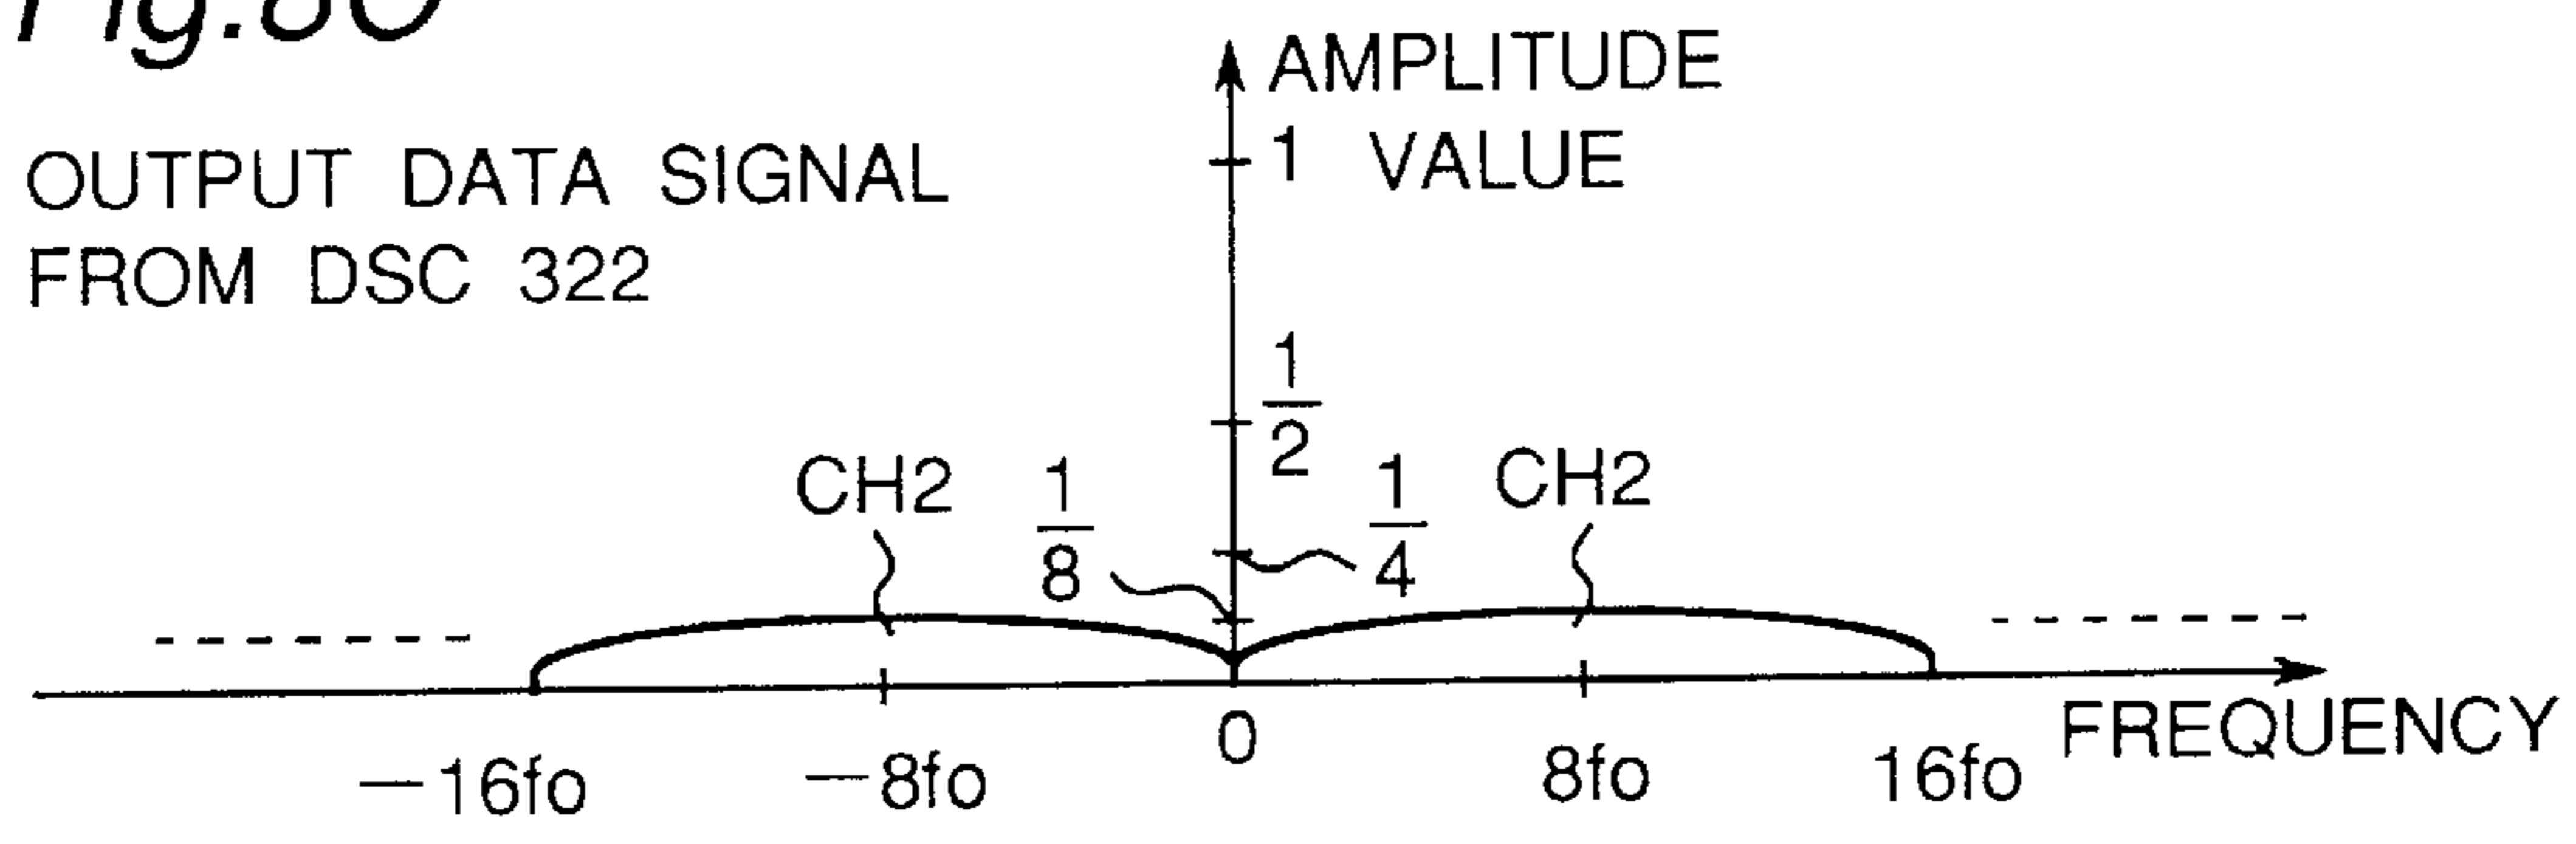 AMPLITUDE
1 VALUE
OUTPUT DATA SIGNAL
FROM DSC 322
1/2
CH2
1/8
1/4
CH2
0
FREQUENCY
—16fo
—8fo
8fo
16fo